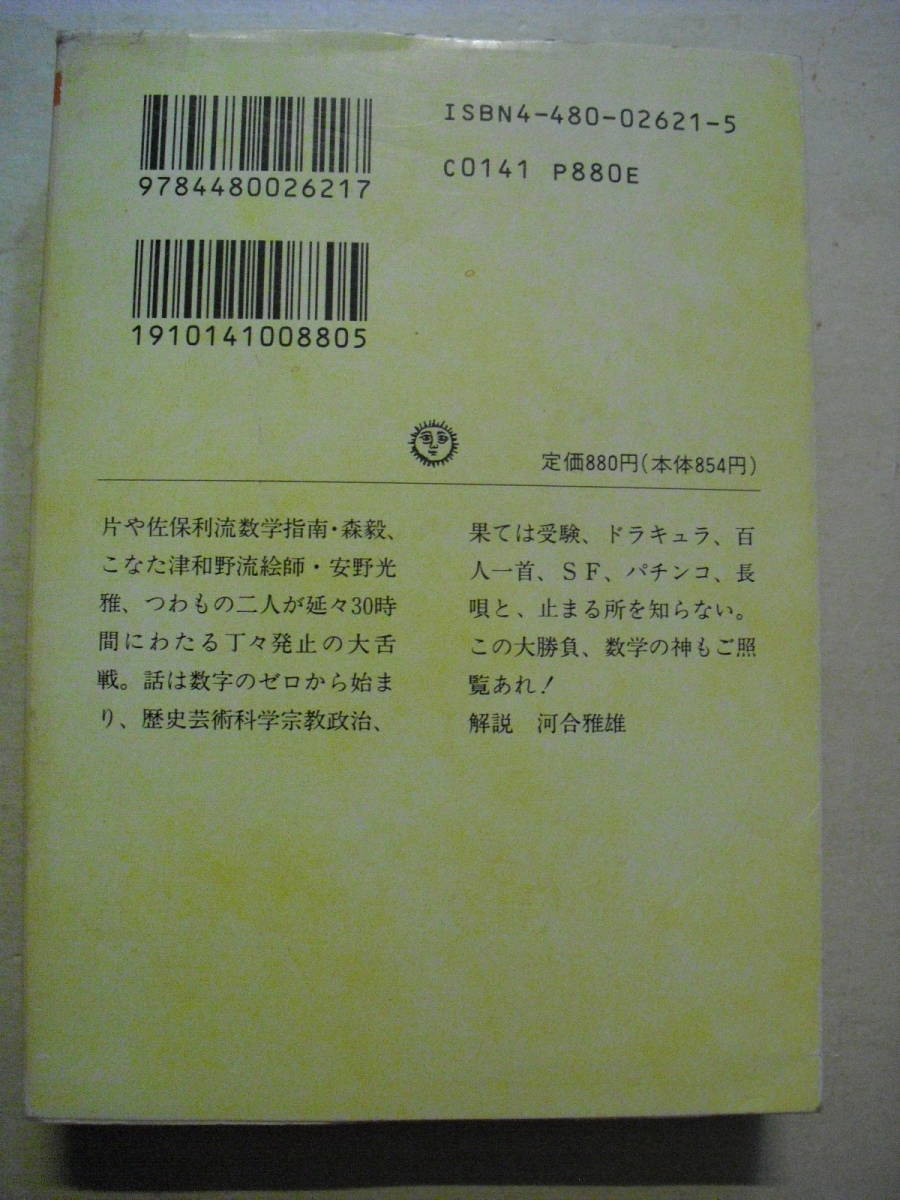 ISBN4-480-02621-5
9784480026217
C0141 P880E
1910141008805
定価880円(本体854円)
片や佐保利流数学指南・森毅、
こなた津和野流絵師・安野光
雅、つわもの二人が延々30時
間にわたる丁々発止の大舌
戦。話は数字のゼロから始ま
り、歴史芸術科学宗教政治、
果ては受験、ドラキュラ、百
人一首、ＳＦ、パチンコ、長
唄と、止まる所を知らない。
この大勝負、数学の神もご照
覧あれ！
解説　河合雅雄